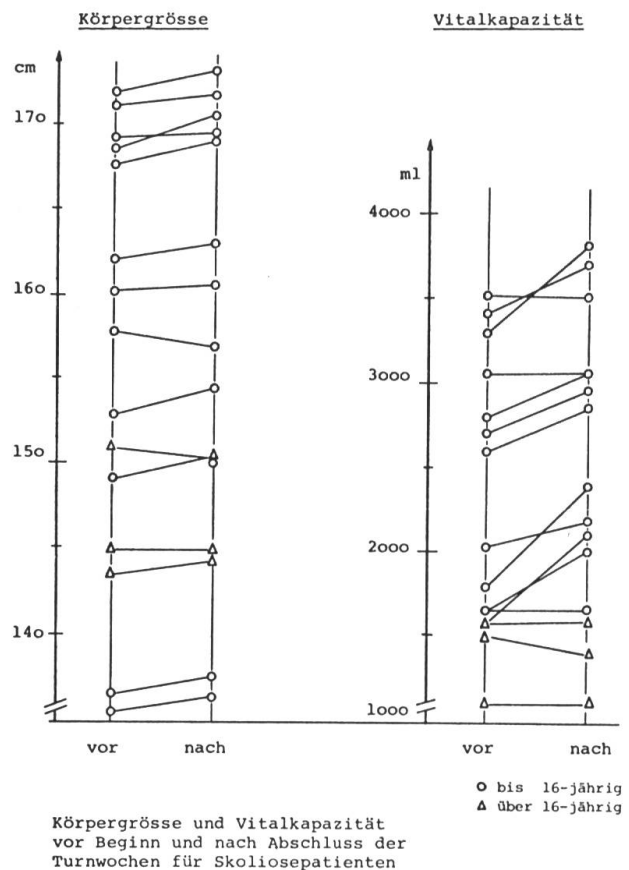 Körpergrösse
Vitalkapazität
cm
17o
16o
15o
14o
vor nach
ml
4ooo
3ooo
2ooo
1ooo
vor nach
o bis 16-jährig
Δ über 16-jährig
Körpergrösse und Vitalkapazität
vor Beginn und nach Abschluss der
Turnwochen für Skoliosepatienten